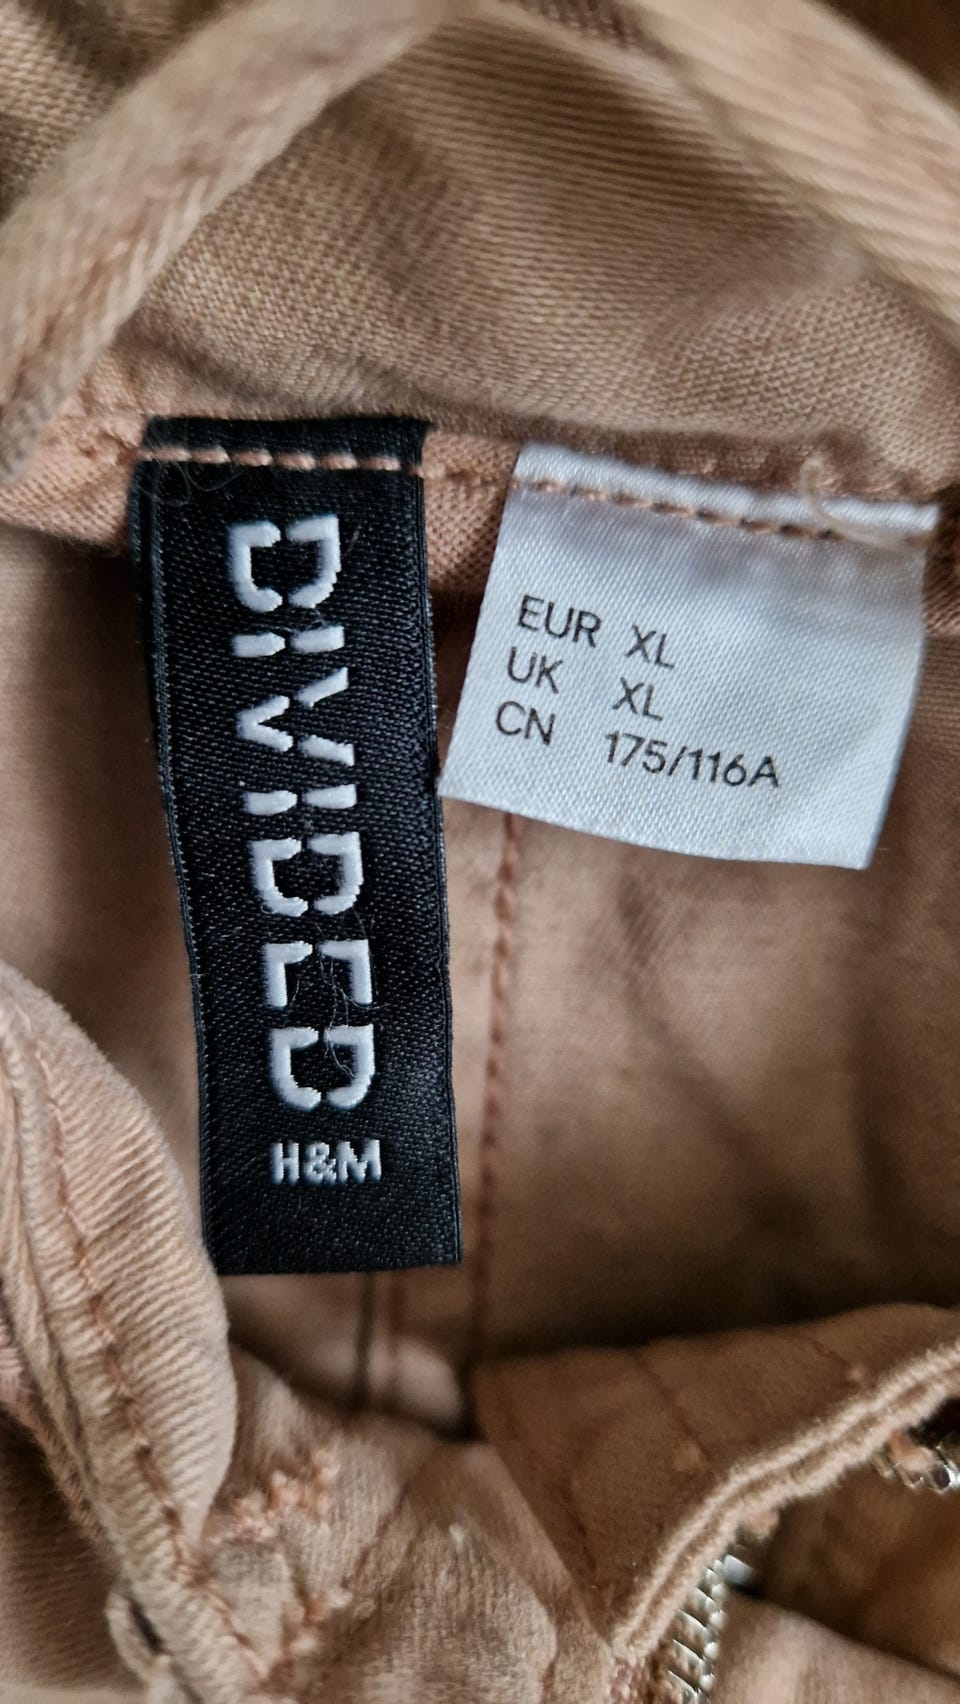 DIVIDED
H&M
EUR XL
UK XL
CN 175/116A